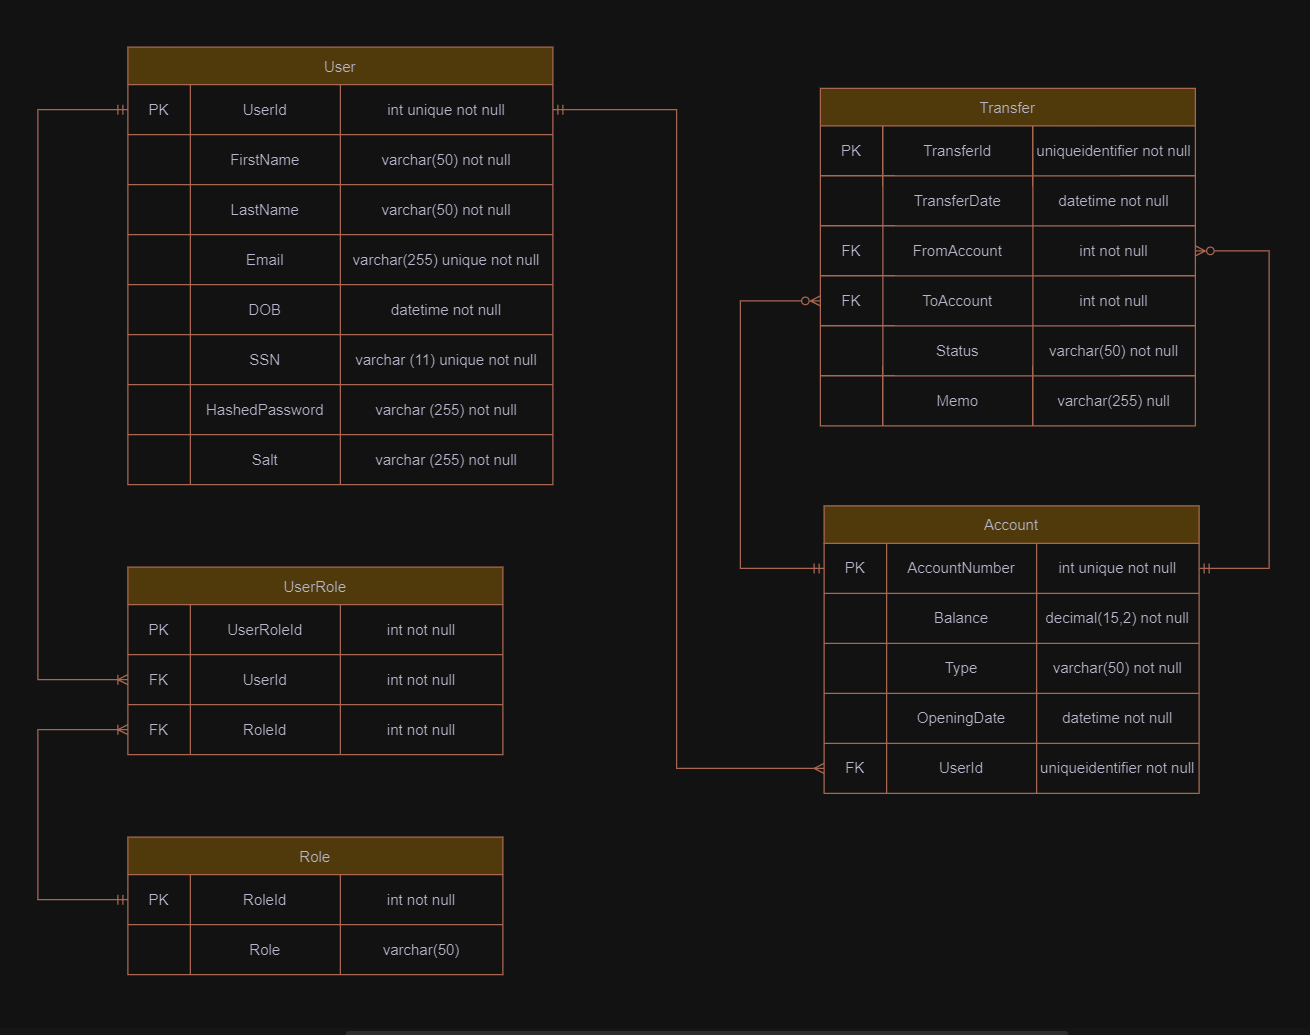 User
PK UserId int unique not null
FirstName varchar(50) not null
LastName varchar(50) not null
Email varchar(255) unique not null
DOB datetime not null
SSN varchar (11) unique not null
HashedPassword varchar (255) not null
Salt varchar (255) not null
UserRole
PK UserRoleId int not null
FK UserId int not null
FK RoleId int not null
Role
PK RoleId int not null
Role varchar(50)
Transfer
PK TransferId uniqueidentifier not null
TransferDate datetime not null
FK FromAccount int not null
FK ToAccount int not null
Status varchar(50) not null
Memo varchar(255) null
Account
PK AccountNumber int unique not null
Balance decimal(15,2) not null
Type varchar(50) not null
OpeningDate datetime not null
FK UserId uniqueidentifier not null